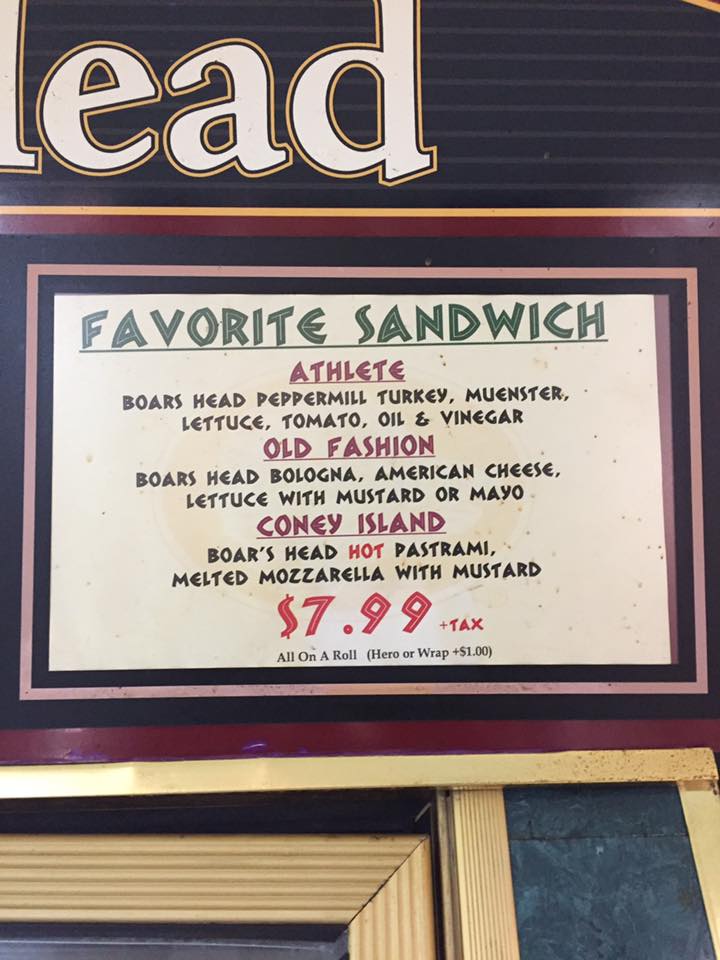 ead
FAVORITE SANDWICH
ATHLETE
BOARS HEAD PEPPERMILL TURKEY, MUENSTER,
LETTUCE, TOMATO, OIL & VINEGAR
OLD FASHION
BOARS HEAD BOLOGNA, AMERICAN CHEESE,
LETTUCE WITH MUSTARD OR MAYO
CONEY ISLAND
BOAR'S HEAD HOT PASTRAMI,
MELTED MOZZARELLA WITH MUSTARD
$7.99 +TAX
All On A Roll (Hero or Wrap +$1.00)